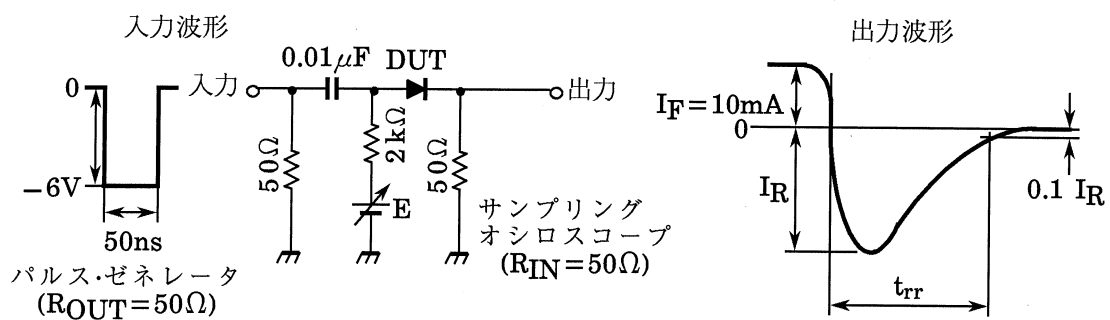 入力波形
0
−6V
50ns
パルス・ゼネレータ
(ROUT=50Ω)
入力
0.01μF
DUT
出力
50Ω
2kΩ
E
50Ω
サンプリング
オシロスコープ
(RIN=50Ω)
出力波形
IF=10mA
0
IR
0.1 IR
trr